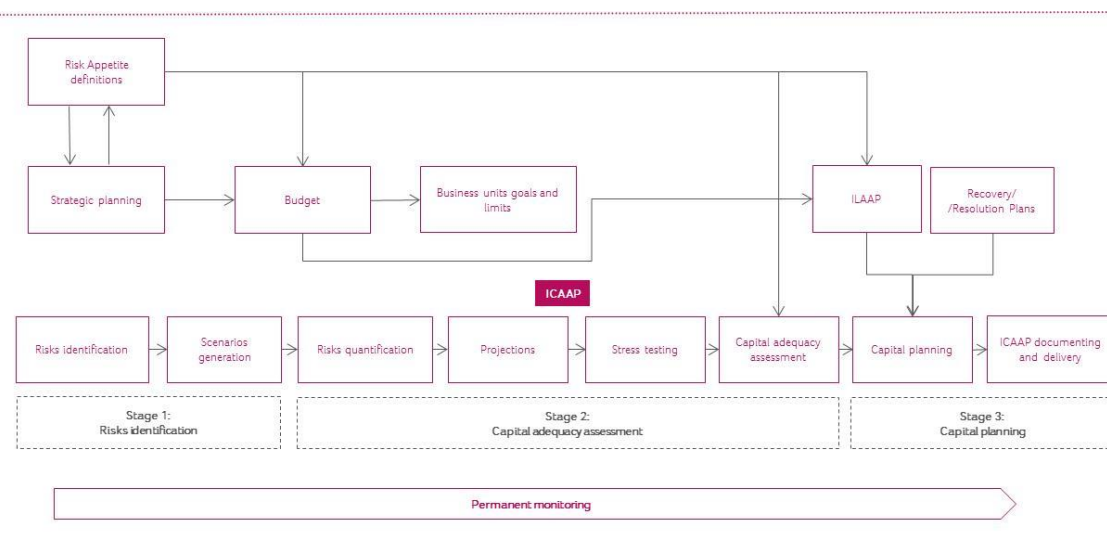 Risk Appetite
definitions
Strategic planning
Budget
Business units goals and
limits
ILAAP
Recovery/
/Resolution Plans
ICAAP
Risks identification
Scenarios
generation
Risks quantification
Projections
Stress testing
Capital adequacy
assessment
Capital planning
ICAAP documenting
and delivery
Stage 1:
Risks identification
Stage 2:
Capital adequacy assessment
Stage 3:
Capital planning
Permanent monitoring